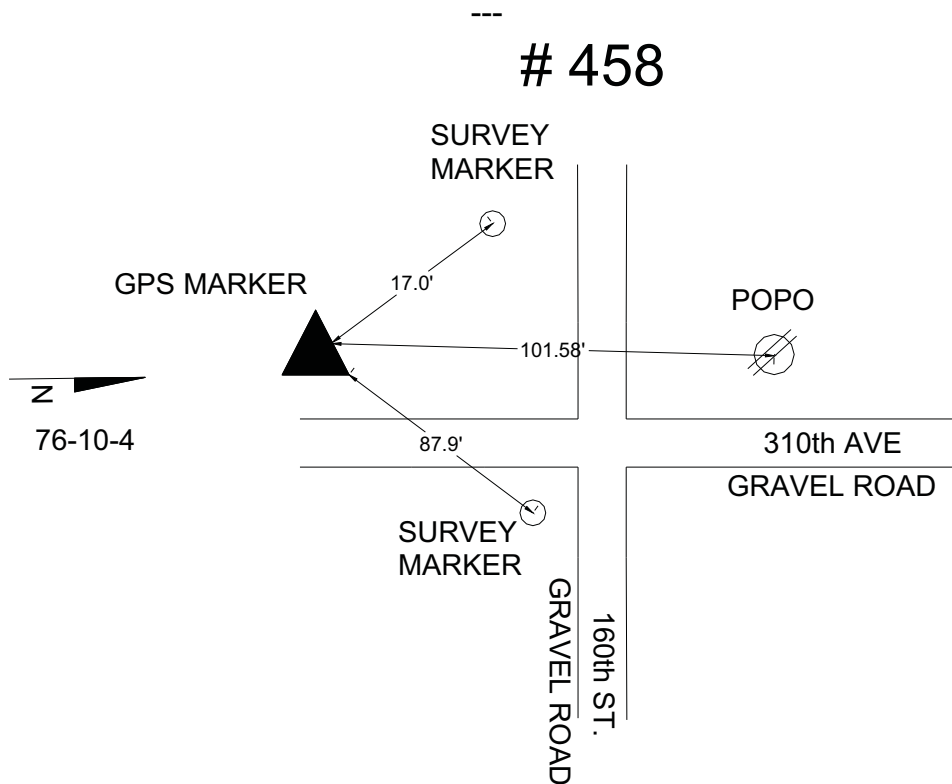 ---
# 458
SURVEY
MARKER
17.0'
GPS MARKER
POPO
101.58'
N
76-10-4
87.9'
310th AVE
GRAVEL ROAD
SURVEY
MARKER
GRAVEL ROAD
160th ST.